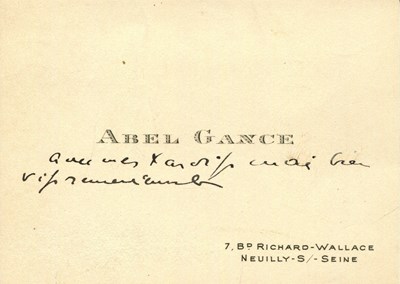 ABEL GANCE
avec mes tardifs mais bien
vifs remerciements
7, BD RICHARD-WALLACE
NEUILLY-S/-SEINE